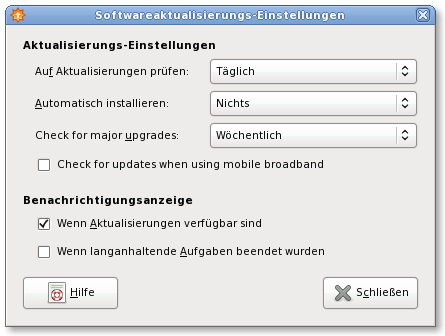 Softwareaktualisierungs-Einstellungen
Aktualisierungs-Einstellungen
Auf Aktualisierungen prüfen: Täglich
Automatisch installieren: Nichts
Check for major upgrades: Wöchentlich
Check for updates when using mobile broadband
Benachrichtigungsanzeige
Wenn Aktualisierungen verfügbar sind
Wenn langanhaltende Aufgaben beendet wurden
Hilfe Schließen